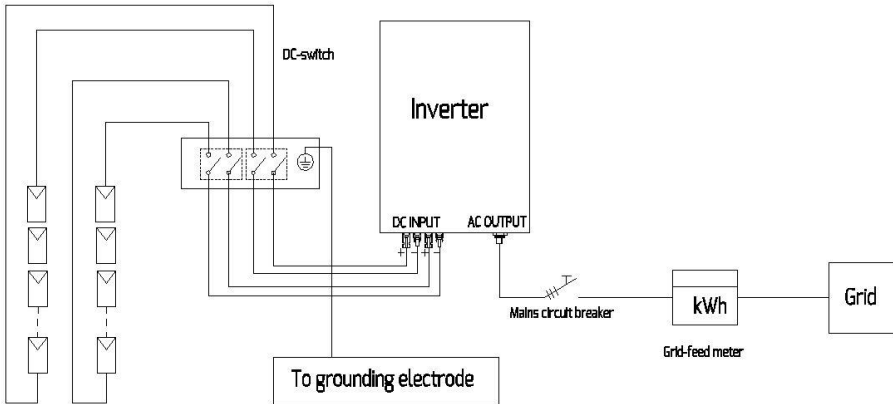 DC-switch
Inverter
DC INPUT
AC OUTPUT
+ - + -
Mains circuit breaker
kWh
Grid-feed meter
Grid
To grounding electrode